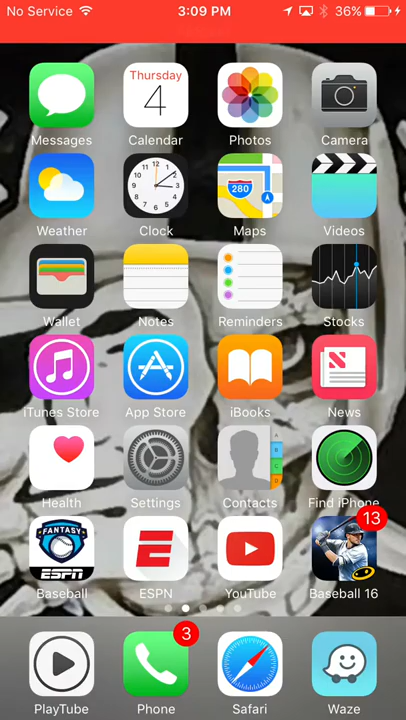 No Service 3:09 PM 36%
Thursday
4
Messages Calendar Photos Camera
12
280
Weather Clock Maps Videos
Wallet Notes Reminders Stocks
iTunes Store App Store iBooks News
A
B
C
D
Health Settings Contacts Find iPhone
13
FANTASY
ESPN
Baseball ESPN YouTube Baseball 16
3
PlayTube Phone Safari Waze